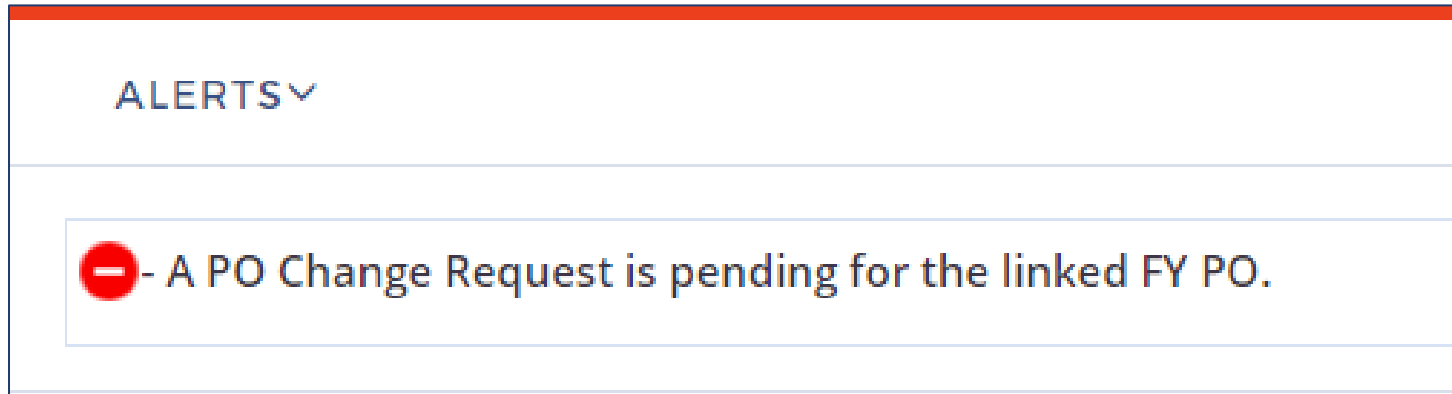 ALERTS
- A PO Change Request is pending for the linked FY PO.